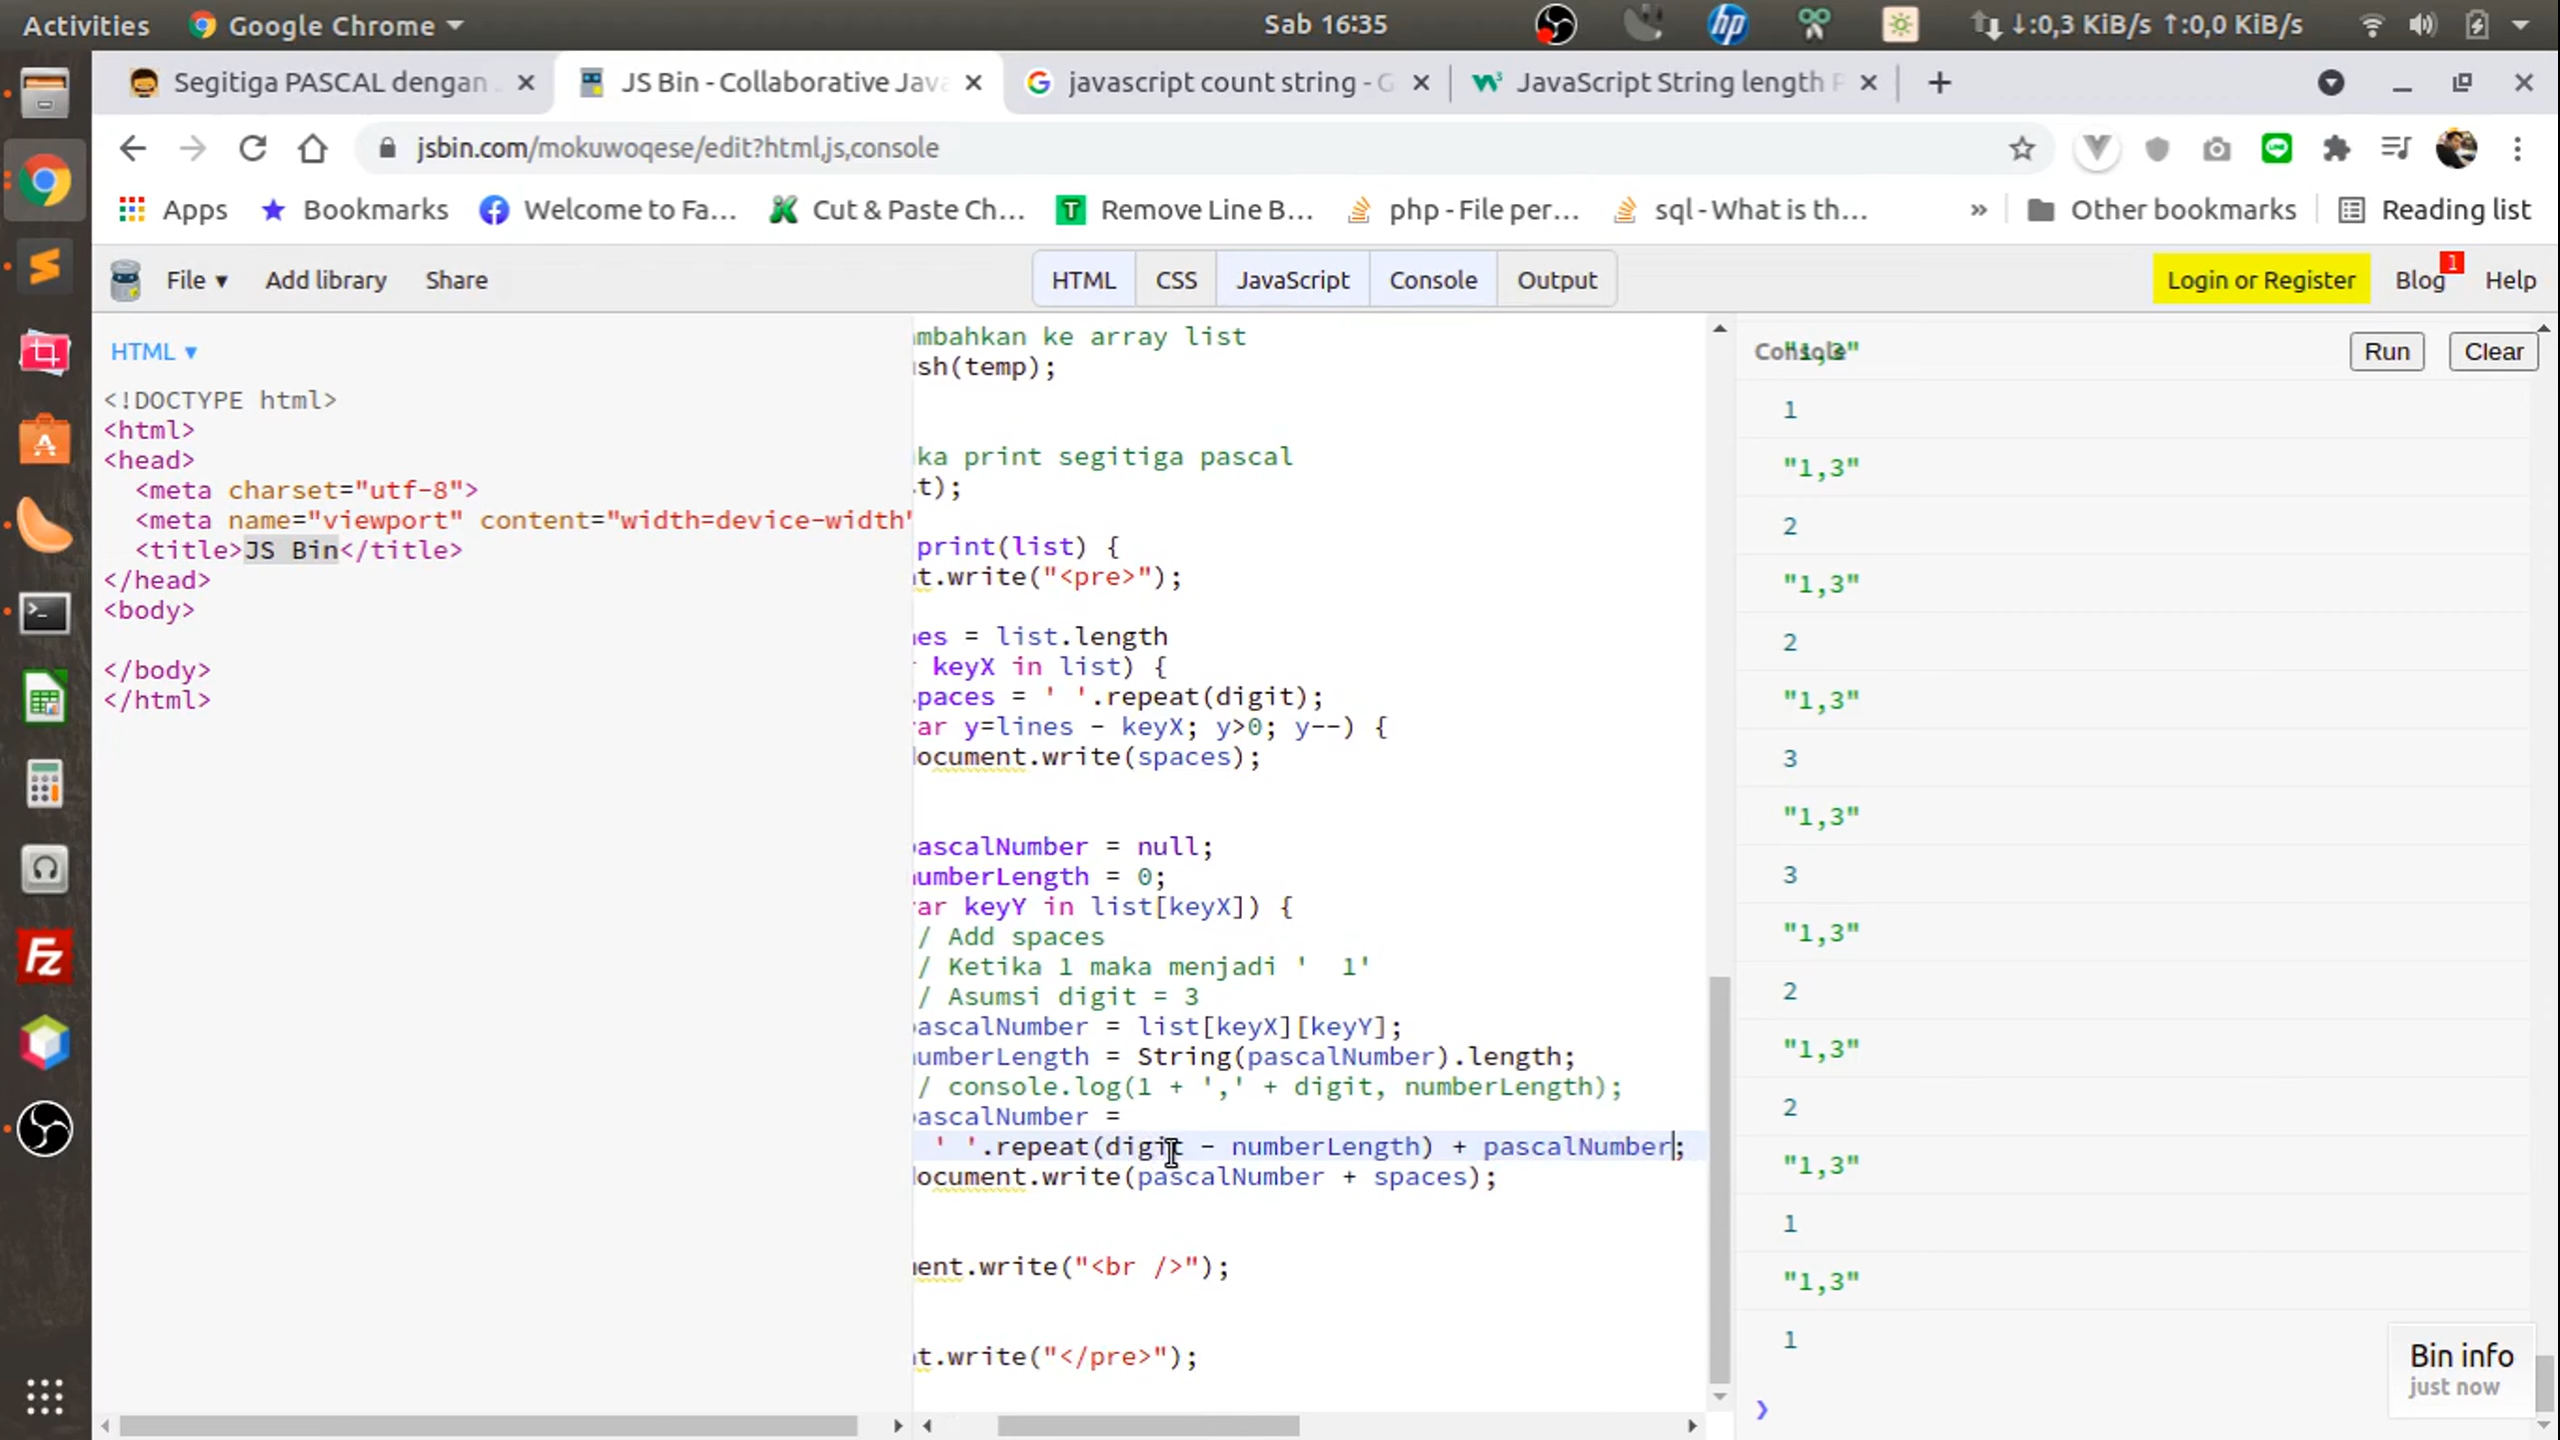 Activities
Google Chrome
Sab 16:35
↓:0,3 KiB/s ↑:0,0 KiB/s
Segitiga PASCAL dengan
JS Bin - Collaborative Java
javascript count string - G
JavaScript String length P
jsbin.com/mokuwoqese/edit?html,js,console
Apps
Bookmarks
Welcome to Fa...
Cut & Paste Ch...
Remove Line B...
php - File per...
sql - What is th...
»
Other bookmarks
Reading list
File ▾
Add library
Share
HTML
CSS
JavaScript
Console
Output
Login or Register
Blog
1
Help
HTML ▾
<!DOCTYPE html>
<html>
<head>
<meta charset="utf-8">
<meta name="viewport" content="width=device-width"
<title>JS Bin</title>
</head>
<body>
</body>
</html>
mbahkan ke array list
sh(temp);
ka print segitiga pascal
t);
print(list) {
t.write("<pre>");
es = list.length
keyX in list) {
paces = ' '.repeat(digit);
ar y=lines - keyX; y>0; y--) {
ocument.write(spaces);
ascalNumber = null;
umberLength = 0;
ar keyY in list[keyX]) {
/ Add spaces
/ Ketika 1 maka menjadi '  1'
/ Asumsi digit = 3
ascalNumber = list[keyX][keyY];
umberLength = String(pascalNumber).length;
/ console.log(1 + ',' + digit, numberLength);
ascalNumber =
' '.repeat(digit - numberLength) + pascalNumber;
ocument.write(pascalNumber + spaces);
ent.write("<br />");
t.write("</pre>");
Console
Run
Clear
"1,3"
1
"1,3"
2
"1,3"
2
"1,3"
3
"1,3"
3
"1,3"
2
"1,3"
2
"1,3"
1
"1,3"
1
Bin info
just now